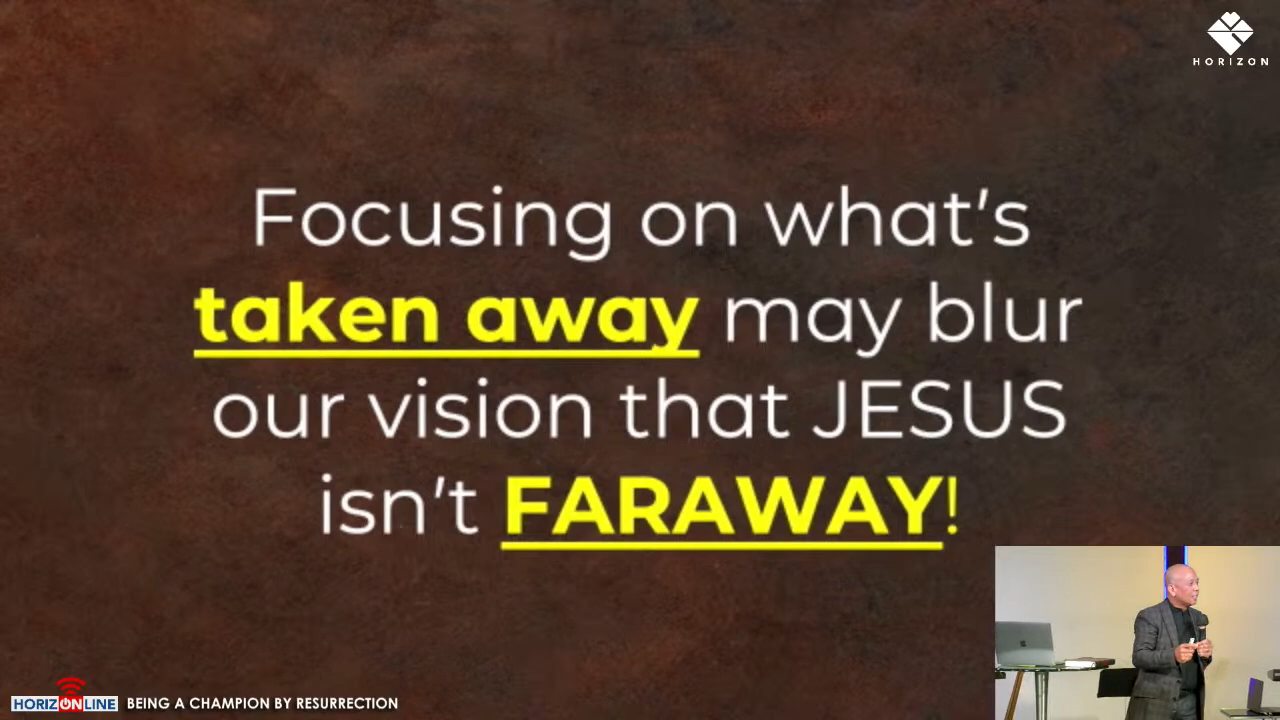 HORIZON
Focusing on what's
taken away may blur
our vision that JESUS
isn't FARAWAY!
HORIZONLINE BEING A CHAMPION BY RESURRECTION